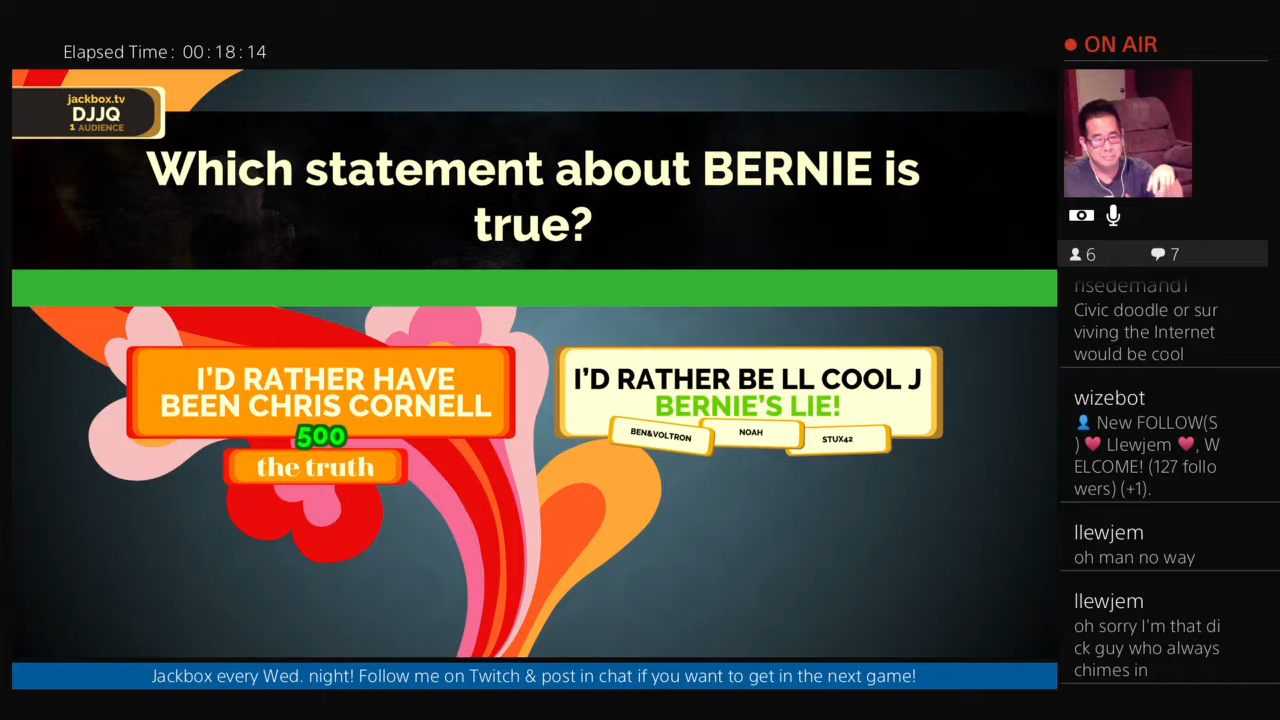 Elapsed Time: 00:18:14
ON AIR
jackbox.tv
DJJQ
1 AUDIENCE
Which statement about BERNIE is
true?
I'D RATHER HAVE
BEEN CHRIS CORNELL
500
the truth
I'D RATHER BE LL COOL J
BERNIE'S LIE!
BEN&VOLTRON
NOAH
STUX42
6
7
risedemand1
Civic doodle or sur
viving the Internet
would be cool
wizebot
👤 New FOLLOW(S
) ❤ Llewjem ❤, W
ELCOME! (127 follo
wers) (+1).
llewjem
oh man no way
llewjem
oh sorry I'm that di
ck guy who always
chimes in
Jackbox every Wed. night! Follow me on Twitch & post in chat if you want to get in the next game!